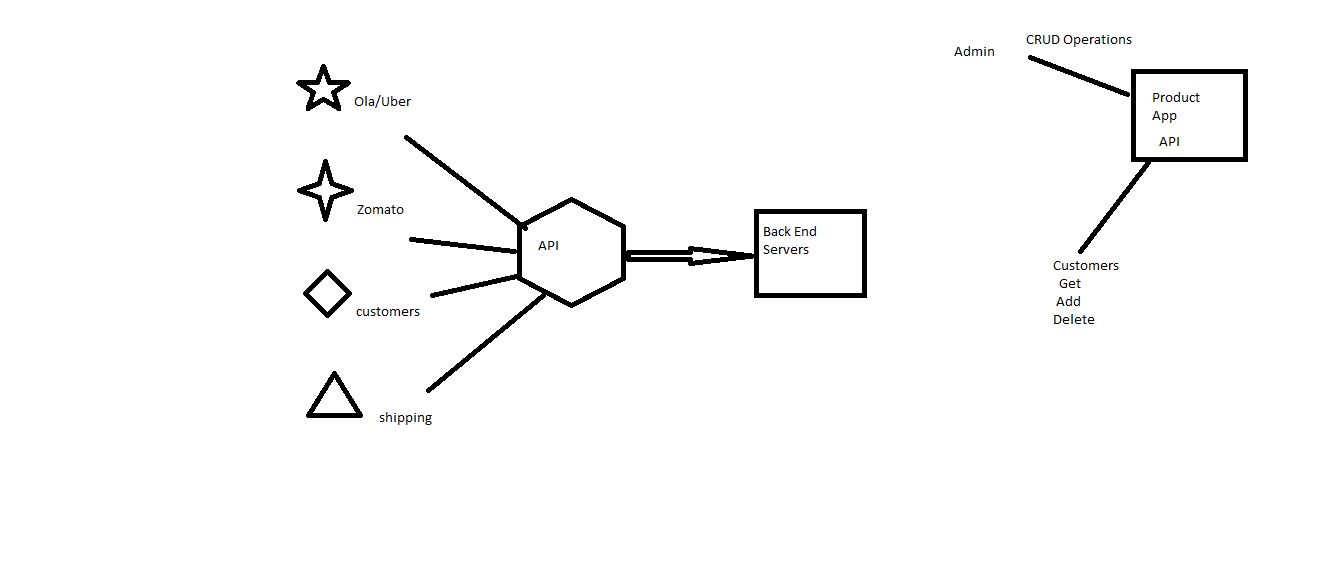 Ola/Uber
Zomato
customers
shipping
API
Back End
Servers
Admin
CRUD Operations
Product
App
API
Customers
Get
Add
Delete